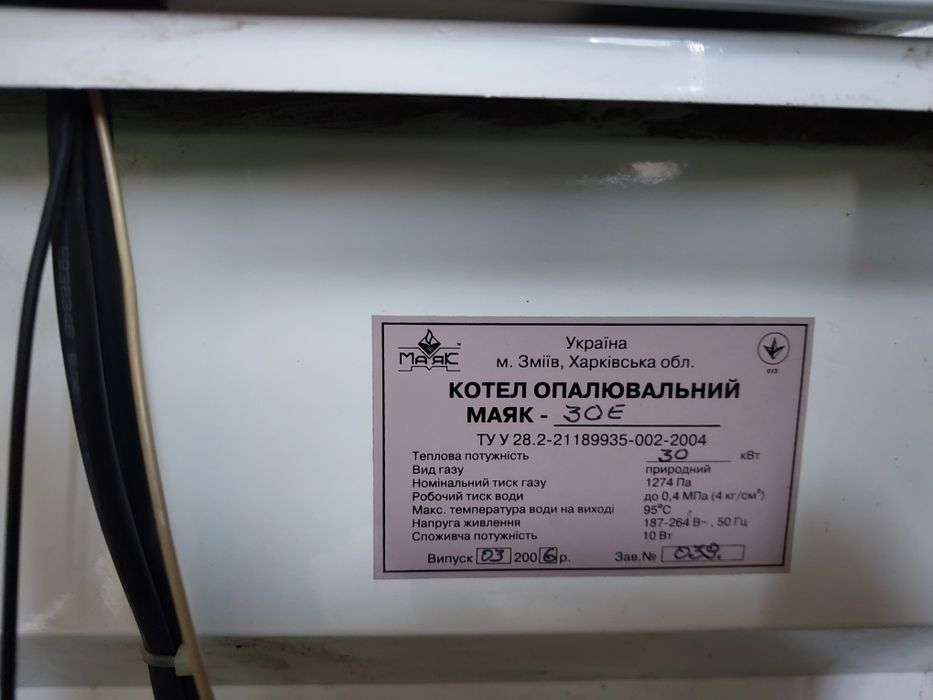 МАЯК
Україна
м. Зміїв, Харківська обл.
013
КОТЕЛ ОПАЛЮВАЛЬНИЙ
МАЯК - 30Е
ТУ У 28.2-21189935-002-2004
Теплова потужність 30 кВт
Вид газу природний
Номінальний тиск газу 1274 Па
Робочий тиск води до 0,4 МПа (4 кг/см²)
Макс. температура води на виході 95°С
Напруга живлення 187-264 В~, 50 Гц
Споживча потужність 10 Вт
Випуск 03 2006 р. Зав. № 039.